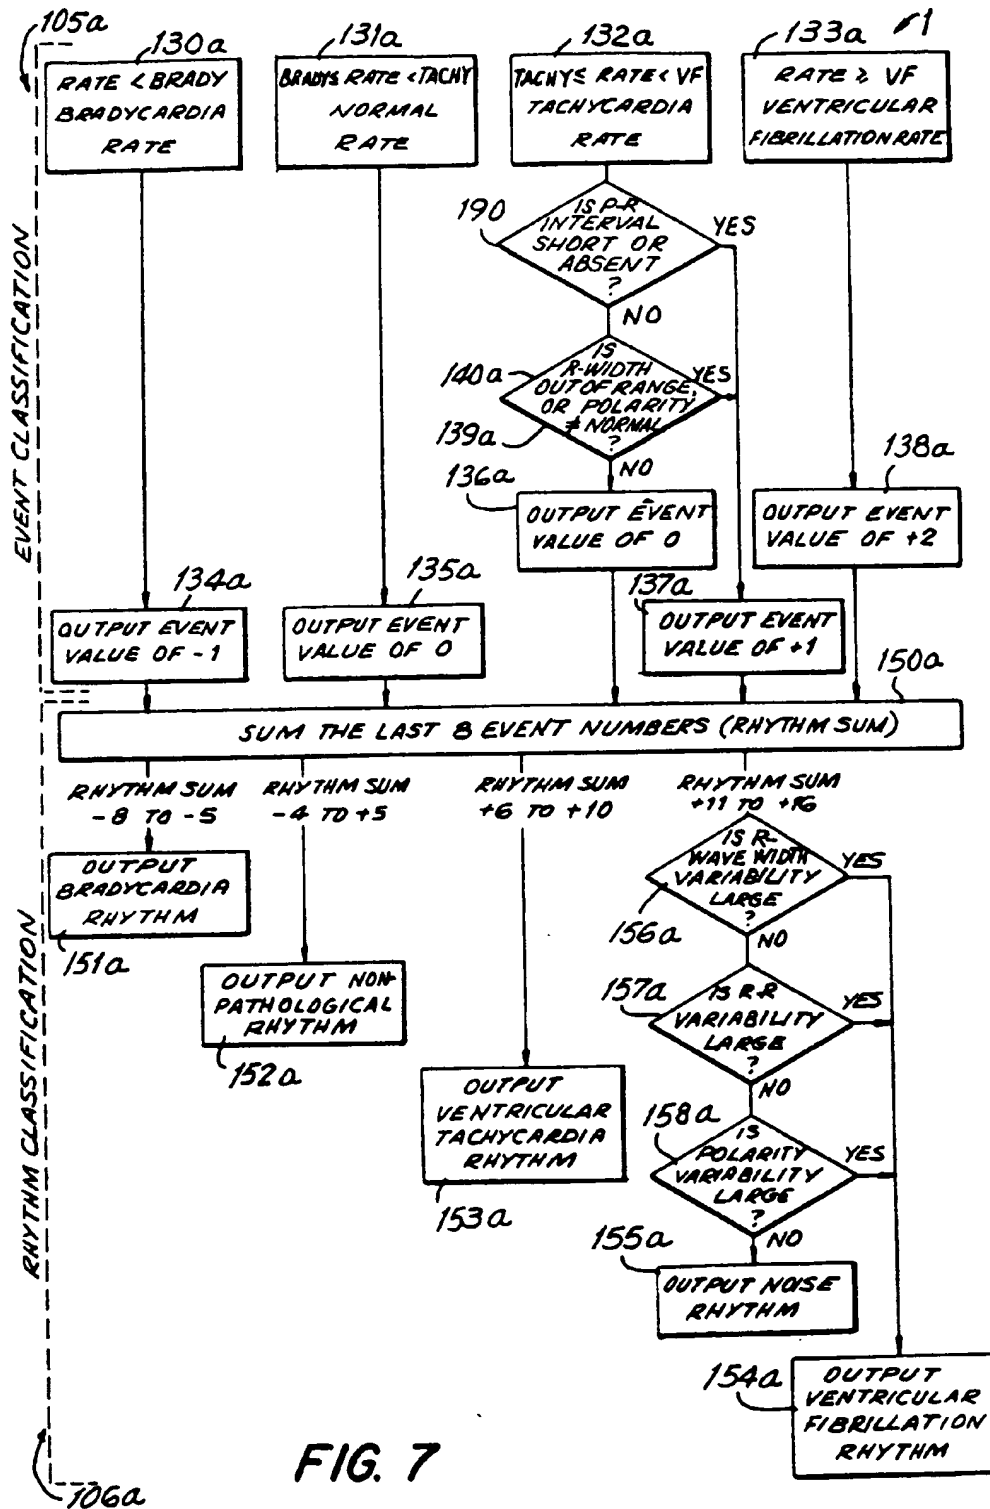 105a
130a
131a
132a
133a
1
RATE < BRADY
BRADYCARDIA
RATE
BRADY ≤ RATE < TACHY
NORMAL
RATE
TACHY ≤ RATE < VF
TACHYCARDIA
RATE
RATE ≥ VF
VENTRICULAR
FIBRILLATION RATE
EVENT CLASSIFICATION
190
IS P-R
INTERVAL
SHORT OR
ABSENT
?
YES
NO
140a
139a
IS
R-WIDTH
OUT OF RANGE,
OR POLARITY
≠ NORMAL
?
YES
NO
136a
OUTPUT EVENT
VALUE OF 0
138a
OUTPUT EVENT
VALUE OF +2
134a
OUTPUT EVENT
VALUE OF -1
135a
OUTPUT EVENT
VALUE OF 0
137a
OUTPUT EVENT
VALUE OF +1
150a
SUM THE LAST 8 EVENT NUMBERS (RHYTHM SUM)
RHYTHM SUM
-8 TO -5
RHYTHM SUM
-4 TO +5
RHYTHM SUM
+6 TO +10
RHYTHM SUM
+11 TO +16
RHYTHM CLASSIFICATION
OUTPUT
BRADYCARDIA
RHYTHM
151a
OUTPUT NON-
PATHOLOGICAL
RHYTHM
152a
OUTPUT
VENTRICULAR
TACHYCARDIA
RHYTHM
153a
IS R-
WAVE WIDTH
VARIABILITY
LARGE
?
YES
156a
NO
157a
IS R-R
VARIABILITY
LARGE
?
YES
NO
158a
IS
POLARITY
VARIABILITY
LARGE
?
YES
NO
155a
OUTPUT NOISE
RHYTHM
154a
OUTPUT
VENTRICULAR
FIBRILLATION
RHYTHM
106a
FIG. 7